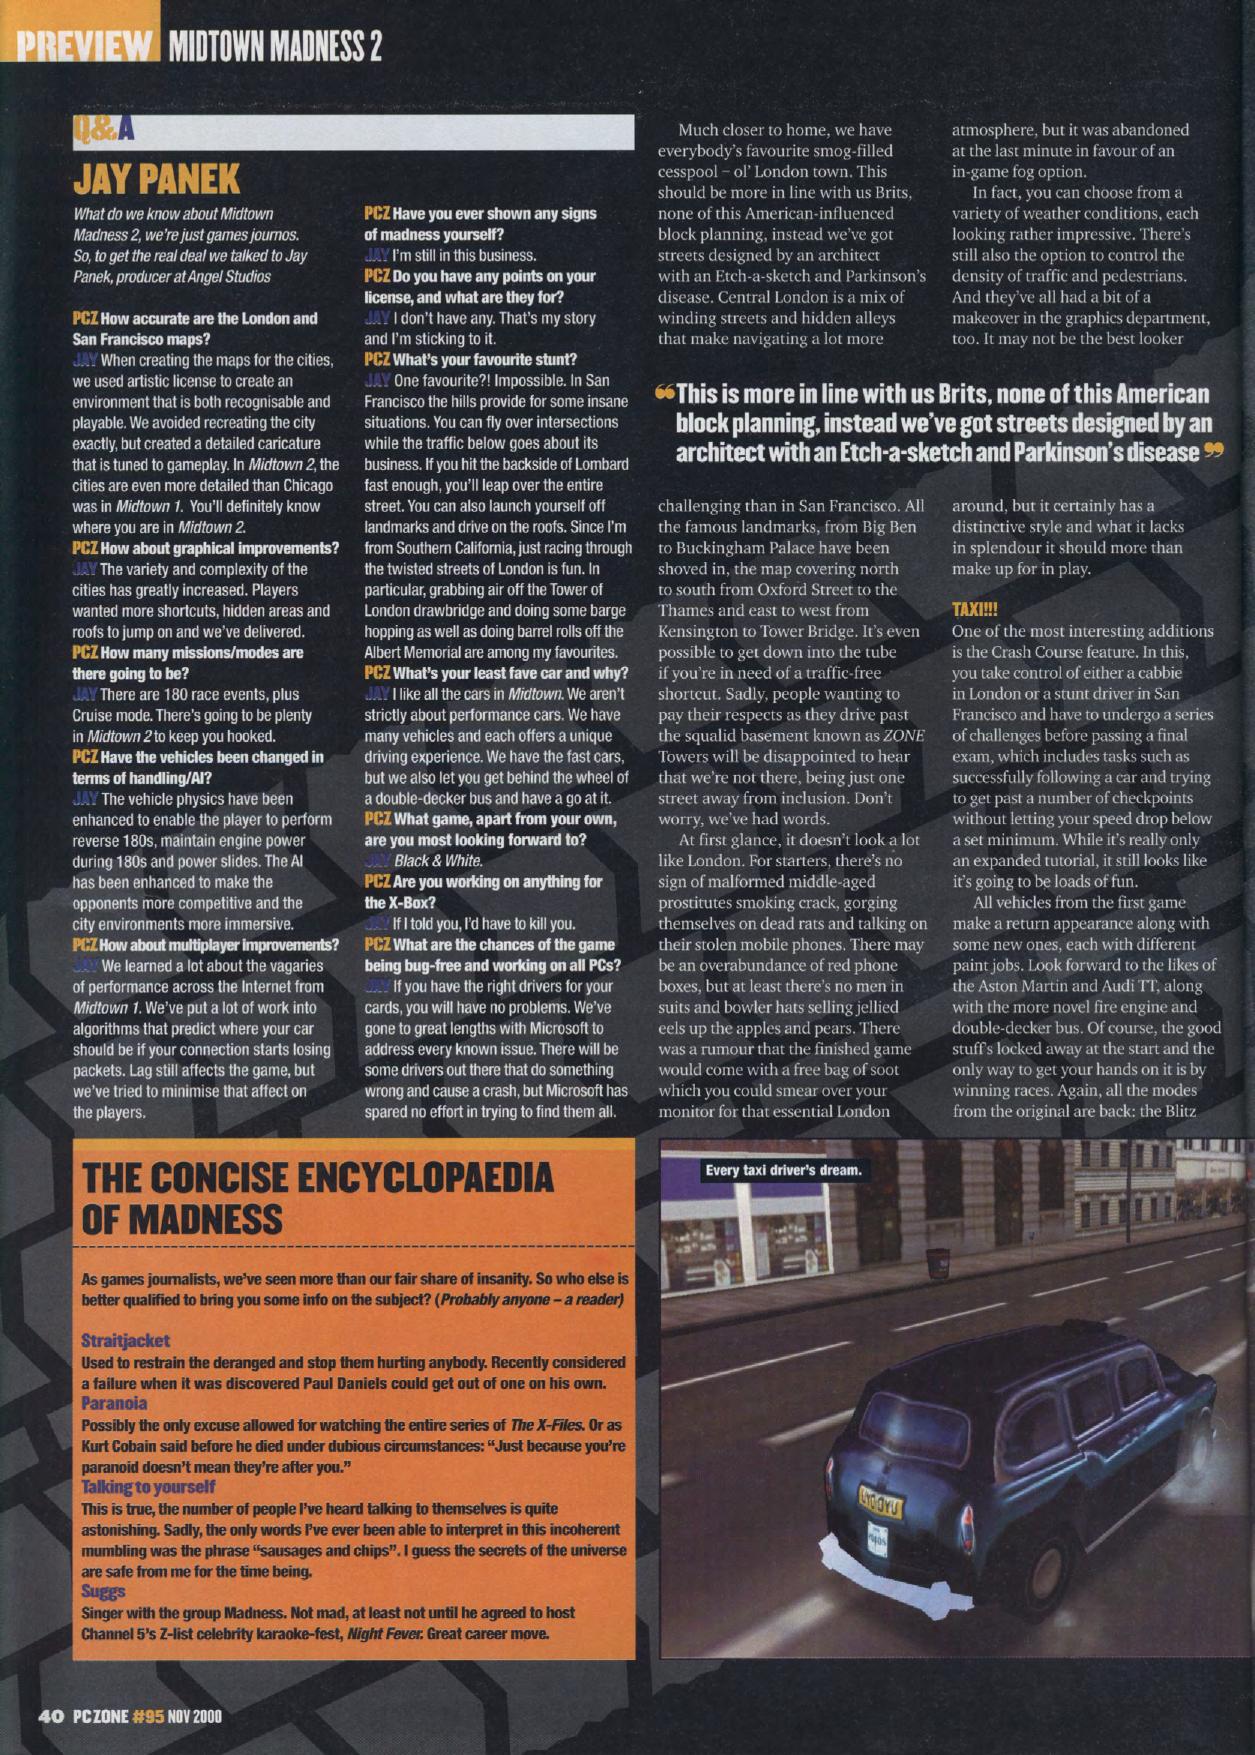 PREVIEW MIDTOWN MADNESS 2
Q&A
JAY PANEK
What do we know about Midtown
Madness 2, we're just games journos.
So, to get the real deal we talked to Jay
Panek, producer at Angel Studios
PCZ How accurate are the London and
San Francisco maps?
JAY When creating the maps for the cities,
we used artistic license to create an
environment that is both recognisable and
playable. We avoided recreating the city
exactly, but created a detailed caricature
that is tuned to gameplay. In Midtown 2, the
cities are even more detailed than Chicago
was in Midtown 1. You'll definitely know
where you are in Midtown 2.
PCZ How about graphical improvements?
JAY The variety and complexity of the
cities has greatly increased. Players
wanted more shortcuts, hidden areas and
roofs to jump on and we've delivered.
PCZ How many missions/modes are
there going to be?
JAY There are 180 race events, plus
Cruise mode. There's going to be plenty
in Midtown 2 to keep you hooked.
PCZ Have the vehicles been changed in
terms of handling/AI?
JAY The vehicle physics have been
enhanced to enable the player to perform
reverse 180s, maintain engine power
during 180s and power slides. The AI
has been enhanced to make the
opponents more competitive and the
city environments more immersive.
PCZ How about multiplayer improvements?
JAY We learned a lot about the vagaries
of performance across the Internet from
Midtown 1. We've put a lot of work into
algorithms that predict where your car
should be if your connection starts losing
packets. Lag still affects the game, but
we've tried to minimise that affect on
the players.
PCZ Have you ever shown any signs
of madness yourself?
JAY I'm still in this business.
PCZ Do you have any points on your
license, and what are they for?
JAY I don't have any. That's my story
and I'm sticking to it.
PCZ What's your favourite stunt?
JAY One favourite?! Impossible. In San
Francisco the hills provide for some insane
situations. You can fly over intersections
while the traffic below goes about its
business. If you hit the backside of Lombard
fast enough, you'll leap over the entire
street. You can also launch yourself off
landmarks and drive on the roofs. Since I'm
from Southern California, just racing through
the twisted streets of London is fun. In
particular, grabbing air off the Tower of
London drawbridge and doing some barge
hopping as well as doing barrel rolls off the
Albert Memorial are among my favourites.
PCZ What's your least fave car and why?
JAY I like all the cars in Midtown. We aren't
strictly about performance cars. We have
many vehicles and each offers a unique
driving experience. We have the fast cars,
but we also let you get behind the wheel of
a double-decker bus and have a go at it.
PCZ What game, apart from your own,
are you most looking forward to?
JAY Black & White.
PCZ Are you working on anything for
the X-Box?
JAY If I told you, I'd have to kill you.
PCZ What are the chances of the game
being bug-free and working on all PCs?
JAY If you have the right drivers for your
cards, you will have no problems. We've
gone to great lengths with Microsoft to
address every known issue. There will be
some drivers out there that do something
wrong and cause a crash, but Microsoft has
spared no effort in trying to find them all.
Much closer to home, we have
everybody's favourite smog-filled
cesspool – ol' London town. This
should be more in line with us Brits,
none of this American-influenced
block planning, instead we've got
streets designed by an architect
with an Etch-a-sketch and Parkinson's
disease. Central London is a mix of
winding streets and hidden alleys
that make navigating a lot more
“This is more in line with us Brits, none of this American
block planning, instead we've got streets designed by an
architect with an Etch-a-sketch and Parkinson's disease”
challenging than in San Francisco. All
the famous landmarks, from Big Ben
to Buckingham Palace have been
shoved in, the map covering north
to south from Oxford Street to the
Thames and east to west from
Kensington to Tower Bridge. It's even
possible to get down into the tube
if you're in need of a traffic-free
shortcut. Sadly, people wanting to
pay their respects as they drive past
the squalid basement known as ZONE
Towers will be disappointed to hear
that we're not there, being just one
street away from inclusion. Don't
worry, we've had words.
At first glance, it doesn't look a lot
like London. For starters, there's no
sign of malformed middle-aged
prostitutes smoking crack, gorging
themselves on dead rats and talking on
their stolen mobile phones. There may
be an overabundance of red phone
boxes, but at least there's no men in
suits and bowler hats selling jellied
eels up the apples and pears. There
was a rumour that the finished game
would come with a free bag of soot
which you could smear over your
monitor for that essential London
atmosphere, but it was abandoned
at the last minute in favour of an
in-game fog option.
In fact, you can choose from a
variety of weather conditions, each
looking rather impressive. There's
still also the option to control the
density of traffic and pedestrians.
And they've all had a bit of a
makeover in the graphics department,
too. It may not be the best looker
around, but it certainly has a
distinctive style and what it lacks
in splendour it should more than
make up for in play.
TAXI!!!
One of the most interesting additions
is the Crash Course feature. In this,
you take control of either a cabbie
in London or a stunt driver in San
Francisco and have to undergo a series
of challenges before passing a final
exam, which includes tasks such as
successfully following a car and trying
to get past a number of checkpoints
without letting your speed drop below
a set minimum. While it's really only
an expanded tutorial, it still looks like
it's going to be loads of fun.
All vehicles from the first game
make a return appearance along with
some new ones, each with different
paint jobs. Look forward to the likes of
the Aston Martin and Audi TT, along
with the more novel fire engine and
double-decker bus. Of course, the good
stuff's locked away at the start and the
only way to get your hands on it is by
winning races. Again, all the modes
from the original are back: the Blitz
THE CONCISE ENCYCLOPAEDIA
OF MADNESS
As games journalists, we've seen more than our fair share of insanity. So who else is
better qualified to bring you some info on the subject? (Probably anyone – a reader)
Straitjacket
Used to restrain the deranged and stop them hurting anybody. Recently considered
a failure when it was discovered Paul Daniels could get out of one on his own.
Paranoia
Possibly the only excuse allowed for watching the entire series of The X-Files. Or as
Kurt Cobain said before he died under dubious circumstances: “Just because you're
paranoid doesn't mean they're after you.”
Talking to yourself
This is true, the number of people I've heard talking to themselves is quite
astonishing. Sadly, the only words I've ever been able to interpret in this incoherent
mumbling was the phrase “sausages and chips”. I guess the secrets of the universe
are safe from me for the time being.
Suggs
Singer with the group Madness. Not mad, at least not until he agreed to host
Channel 5's Z-list celebrity karaoke-fest, Night Fever. Great career move.
Every taxi driver's dream.
40 PCZONE #95 NOV 2000